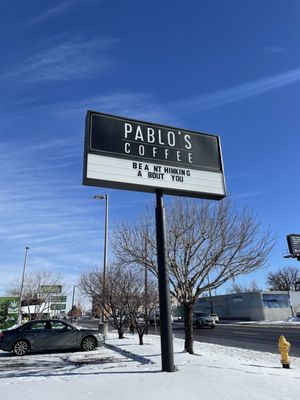 PABLO'S
COFFEE
BEA NT HINKING
A BOUT YOU